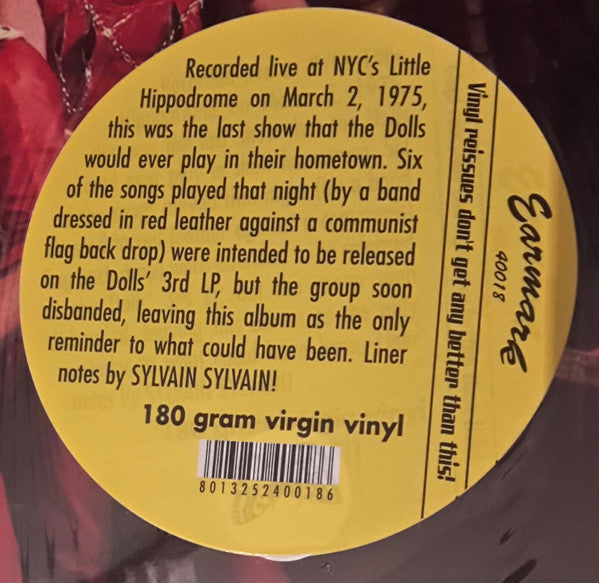 Recorded live at NYC's Little
Hippodrome on March 2, 1975,
this was the last show that the Dolls
would ever play in their hometown. Six
of the songs played that night (by a band
dressed in red leather against a communist
flag back drop) were intended to be released
on the Dolls' 3rd LP, but the group soon
disbanded, leaving this album as the only
reminder to what could have been. Liner
notes by SYLVAIN SYLVAIN!
180 gram virgin vinyl
8013252400186
Vinyl reissues don't get any better than this!
Earmark
40018